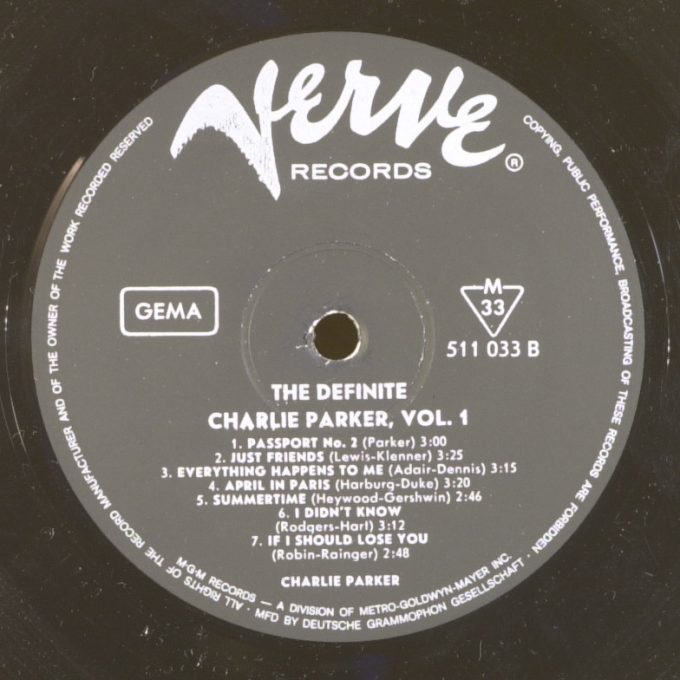 Verve
RECORDS ®
GEMA
M
33
511 033 B
THE DEFINITE
CHARLIE PARKER, VOL. 1
1. PASSPORT No. 2 (Parker) 3:00
2. JUST FRIENDS (Lewis-Klenner) 3:25
3. EVERYTHING HAPPENS TO ME (Adair-Dennis) 3:15
4. APRIL IN PARIS (Harburg-Duke) 3:20
5. SUMMERTIME (Heywood-Gershwin) 2:46
6. I DIDN'T KNOW
(Rodgers-Hart) 3:12
7. IF I SHOULD LOSE YOU
(Robin-Rainger) 2:48
CHARLIE PARKER
M-G-M RECORDS — A DIVISION OF METRO-GOLDWYN-MAYER INC.
ALL RIGHTS OF THE RECORD MANUFACTURER AND OF THE OWNER OF THE WORK RECORDED RESERVED
COPYING, PUBLIC PERFORMANCE, BROADCASTING OF THESE RECORDS ARE FORBIDDEN · MFD BY DEUTSCHE GRAMMOPHON GESELLSCHAFT ·